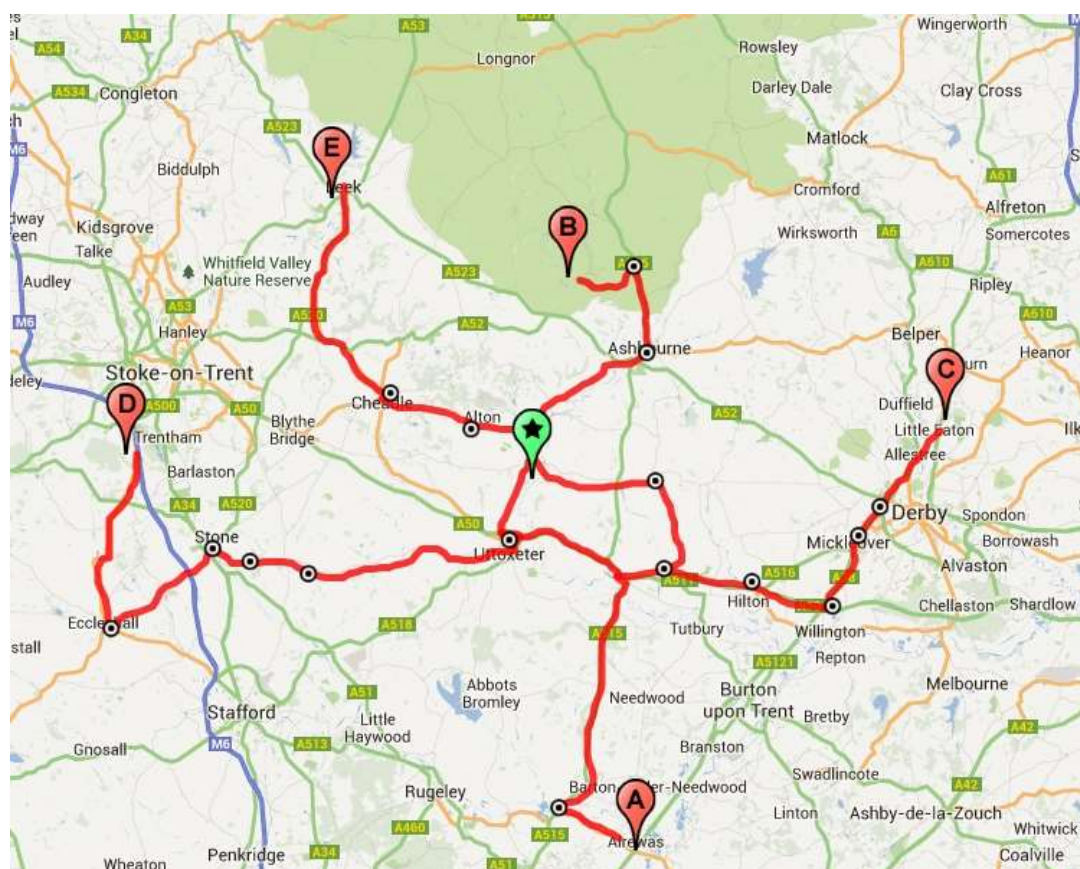 A53
A515
Wingerworth
A34
A54
Longnor
Rowsley
Darley Dale
Clay Cross
A534
Congleton
A523
Matlock
M6
E
Biddulph
Cromford
A61
Alfreton
Kidsgrove
Talke
B
Wirksworth
A6
Somercotes
Whitfield Valley
Nature Reserve
A523
A610
Audley
Ripley
A53
M6
A52
A610
Hanley
Belper
Heanor
Stoke-on-Trent
C
Duffield
D
A500
A50
Alton
A52
Little Eaton
Trentham
Blythe
Bridge
Allestree
Barlaston
A34
A520
Derby
Spondon
A50
Borrowash
Stone
Uttoxeter
Mickleover
A516
Alvaston
Hilton
Chellaston
Shardlow
A518
Tutbury
Willington
Repton
A5121
A51
Abbots
Bromley
Needwood
Melbourne
Stafford
Little
Haywood
Burton
upon Trent
Bretby
A42
M6
A513
Gnosall
Branston
Swadlincote
A42
Rugeley
A
Linton
Ashby-de-la-Zouch
A460
A515
Alrewas
Whitwick
Penkridge
A34
A51
Coalville
Wheaton